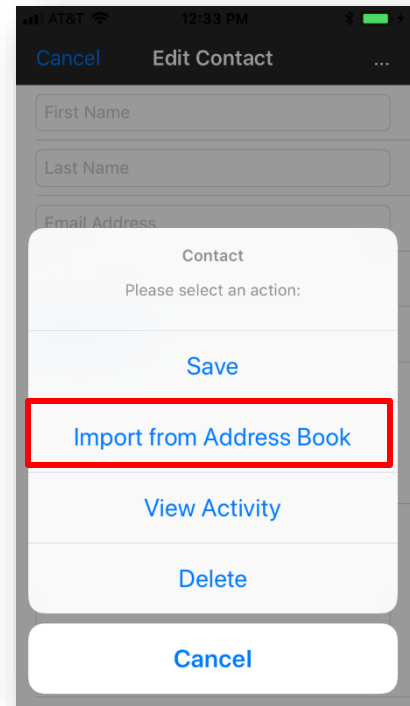 AT&T 12:33 PM
Cancel Edit Contact ...
First Name
Last Name
Email Address
Contact
Please select an action:
Save
Import from Address Book
View Activity
Delete
Cancel